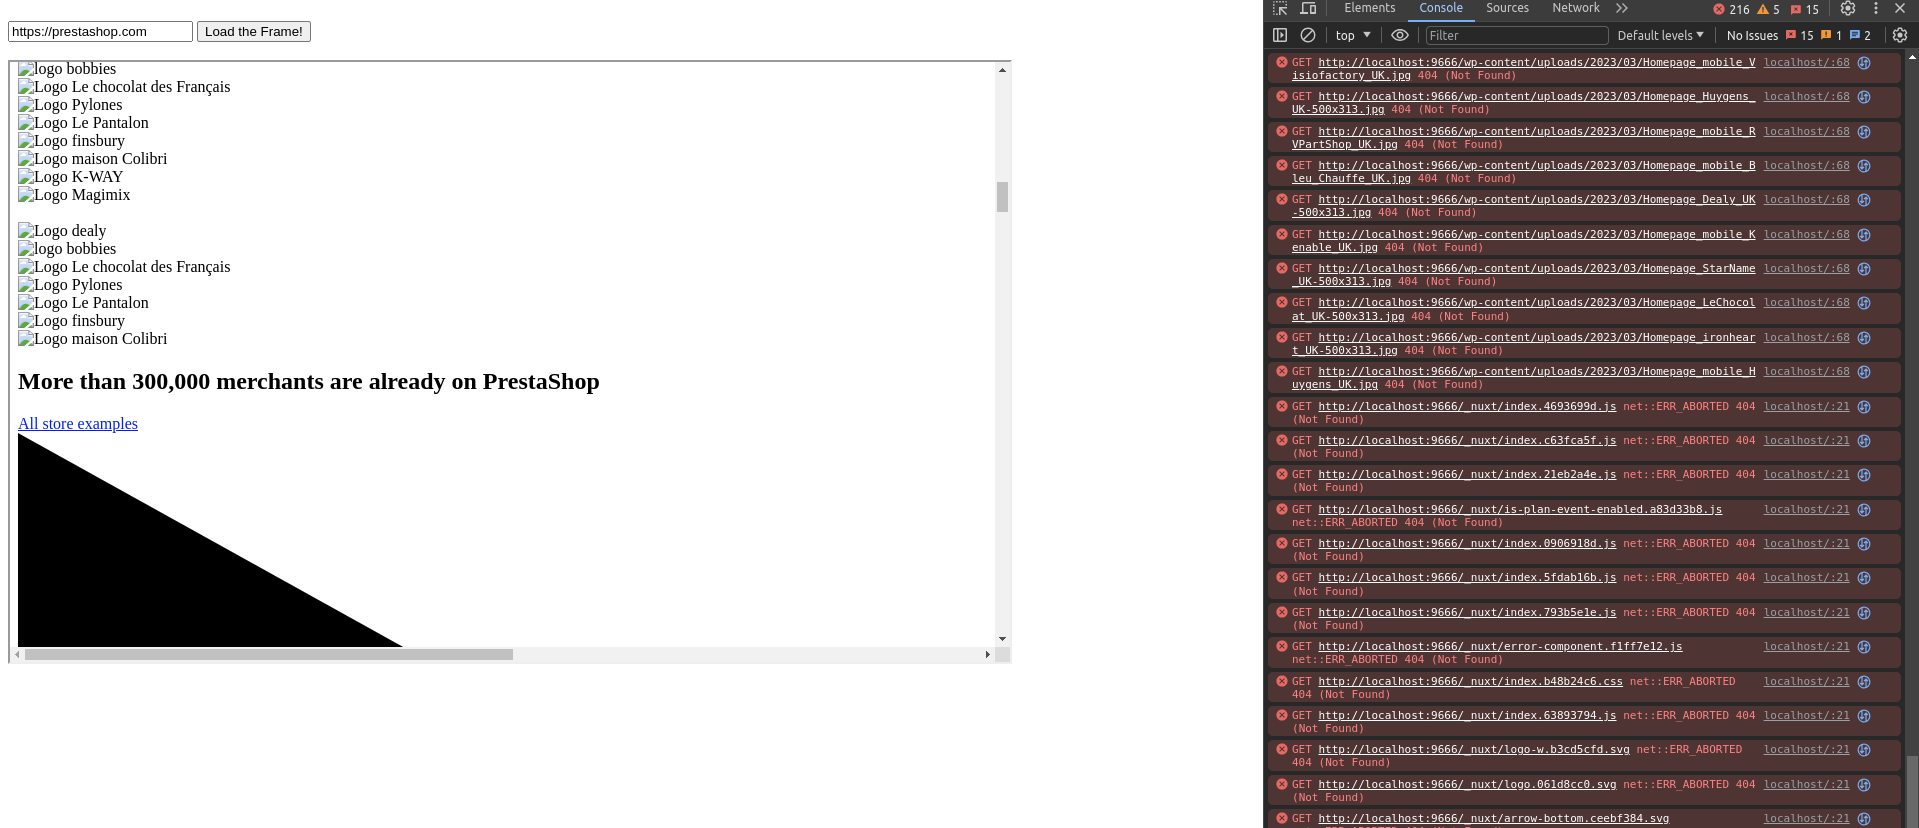 https://prestashop.com Load the Frame!
logo bobbies
Logo Le chocolat des Français
Logo Pylones
Logo Le Pantalon
Logo finsbury
Logo maison Colibri
Logo K-WAY
Logo Magimix
Logo dealy
logo bobbies
Logo Le chocolat des Français
Logo Pylones
Logo Le Pantalon
Logo finsbury
Logo maison Colibri
More than 300,000 merchants are already on PrestaShop
All store examples
Elements Console Sources Network 216 5 15
top Filter Default levels No Issues 15 1 2
GET http://localhost:9666/wp-content/uploads/2023/03/Homepage_mobile_V localhost/:68
isiofactory_UK.jpg 404 (Not Found)
GET http://localhost:9666/wp-content/uploads/2023/03/Homepage_Huygens_ localhost/:68
UK-500x313.jpg 404 (Not Found)
GET http://localhost:9666/wp-content/uploads/2023/03/Homepage_mobile_R localhost/:68
VPartShop_UK.jpg 404 (Not Found)
GET http://localhost:9666/wp-content/uploads/2023/03/Homepage_mobile_B localhost/:68
leu_Chauffe_UK.jpg 404 (Not Found)
GET http://localhost:9666/wp-content/uploads/2023/03/Homepage_Dealy_UK localhost/:68
-500x313.jpg 404 (Not Found)
GET http://localhost:9666/wp-content/uploads/2023/03/Homepage_mobile_K localhost/:68
enable_UK.jpg 404 (Not Found)
GET http://localhost:9666/wp-content/uploads/2023/03/Homepage_StarName localhost/:68
_UK-500x313.jpg 404 (Not Found)
GET http://localhost:9666/wp-content/uploads/2023/03/Homepage_LeChocol localhost/:68
at_UK-500x313.jpg 404 (Not Found)
GET http://localhost:9666/wp-content/uploads/2023/03/Homepage_ironhear localhost/:68
t_UK-500x313.jpg 404 (Not Found)
GET http://localhost:9666/wp-content/uploads/2023/03/Homepage_mobile_H localhost/:68
uygens_UK.jpg 404 (Not Found)
GET http://localhost:9666/_nuxt/index.4693699d.js net::ERR_ABORTED 404 localhost/:21
(Not Found)
GET http://localhost:9666/_nuxt/index.c63fca5f.js net::ERR_ABORTED 404 localhost/:21
(Not Found)
GET http://localhost:9666/_nuxt/index.21eb2a4e.js net::ERR_ABORTED 404 localhost/:21
(Not Found)
GET http://localhost:9666/_nuxt/is-plan-event-enabled.a83d33b8.js localhost/:21
net::ERR_ABORTED 404 (Not Found)
GET http://localhost:9666/_nuxt/index.0906918d.js net::ERR_ABORTED 404 localhost/:21
(Not Found)
GET http://localhost:9666/_nuxt/index.5fdab16b.js net::ERR_ABORTED 404 localhost/:21
(Not Found)
GET http://localhost:9666/_nuxt/index.793b5e1e.js net::ERR_ABORTED 404 localhost/:21
(Not Found)
GET http://localhost:9666/_nuxt/error-component.f1ff7e12.js localhost/:21
net::ERR_ABORTED 404 (Not Found)
GET http://localhost:9666/_nuxt/index.b48b24c6.css net::ERR_ABORTED localhost/:21
404 (Not Found)
GET http://localhost:9666/_nuxt/index.63893794.js net::ERR_ABORTED 404 localhost/:21
(Not Found)
GET http://localhost:9666/_nuxt/logo-w.b3cd5cfd.svg net::ERR_ABORTED localhost/:21
404 (Not Found)
GET http://localhost:9666/_nuxt/logo.061d8cc0.svg net::ERR_ABORTED 404 localhost/:21
(Not Found)
GET http://localhost:9666/_nuxt/arrow-bottom.ceebf384.svg localhost/:21